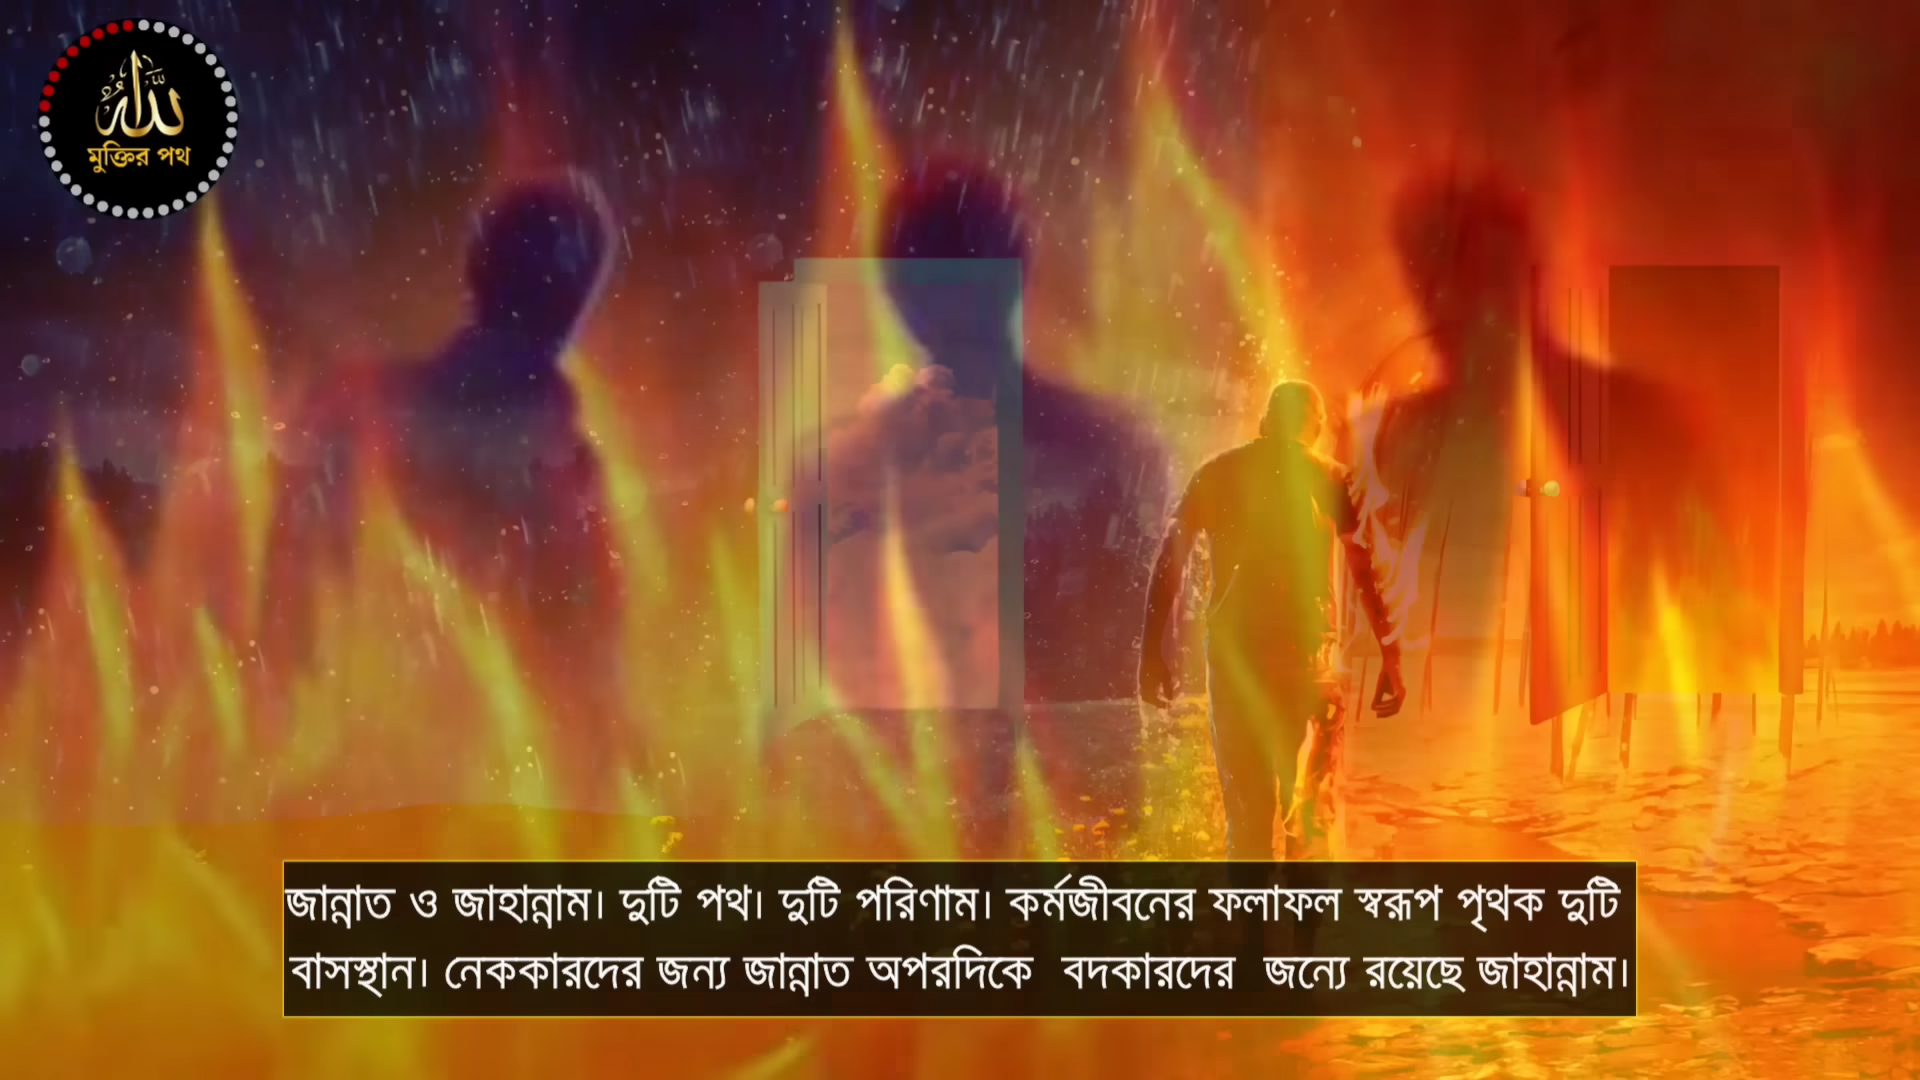 الله
মুক্তির পথ
জান্নাত ও জাহান্নাম। দুটি পথ। দুটি পরিণাম। কর্মজীবনের ফলাফল স্বরূপ পৃথক দুটি
বাসস্থান। নেককারদের জন্য জান্নাত অপরদিকে বদকারদের জন্যে রয়েছে জাহান্নাম।